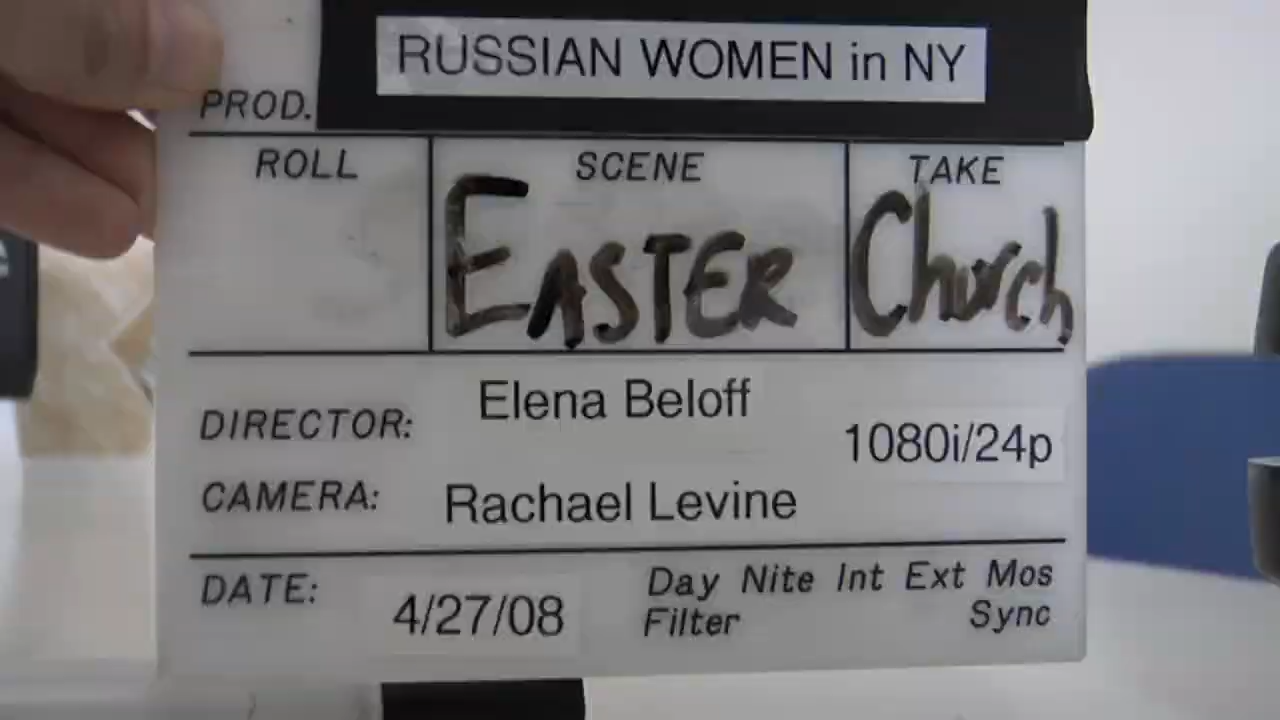 RUSSIAN WOMEN in NY
PROD.
ROLL SCENE TAKE
EASTER Church
DIRECTOR: Elena Beloff
1080i/24p
CAMERA: Rachael Levine
DATE: 4/27/08
Day Nite Int Ext Mos
Filter Sync